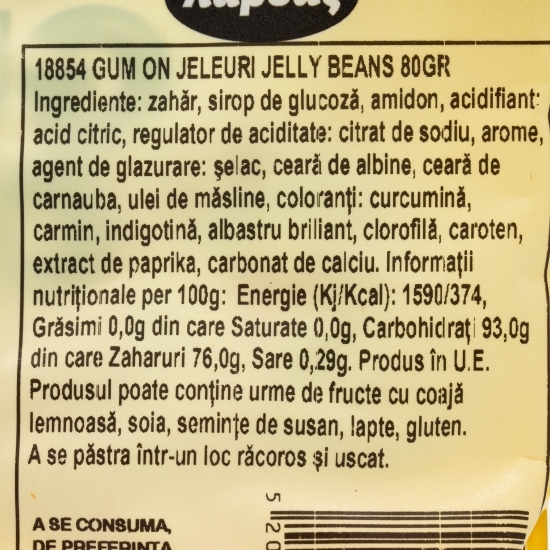 18854 GUM ON JELEURI JELLY BEANS 80GR
Ingrediente: zahăr, sirop de glucoză, amidon, acidifiant:
acid citric, regulator de aciditate: citrat de sodiu, arome,
agent de glazurare: șelac, ceară de albine, ceară de
carnauba, ulei de măsline, coloranți: curcumină,
carmin, indigotină, albastru briliant, clorofilă, caroten,
extract de paprika, carbonat de calciu. Informații
nutriționale per 100g: Energie (Kj/Kcal): 1590/374,
Grăsimi 0,0g din care Saturate 0,0g, Carbohidrați 93,0g
din care Zaharuri 76,0g, Sare 0,29g. Produs în U.E.
Produsul poate conține urme de fructe cu coajă
lemnoasă, soia, semințe de susan, lapte, gluten.
A se păstra într-un loc răcoros și uscat.
A SE CONSUMA,
DE PREFERINTA
5 20